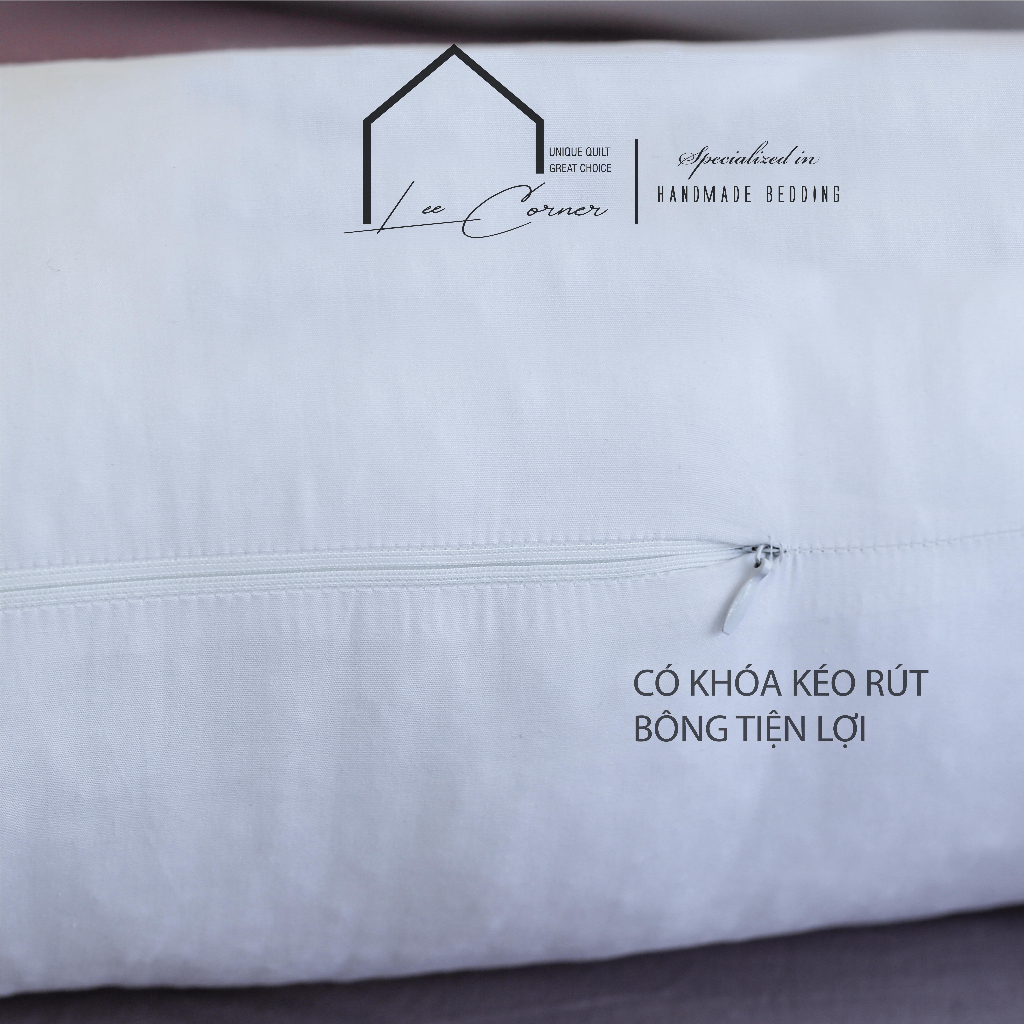 UNIQUE QUILT
GREAT CHOICE
Lee Corner
Specialized in
HANDMADE BEDDING
CÓ KHÓA KÉO RÚT
BÔNG TIỆN LỢI